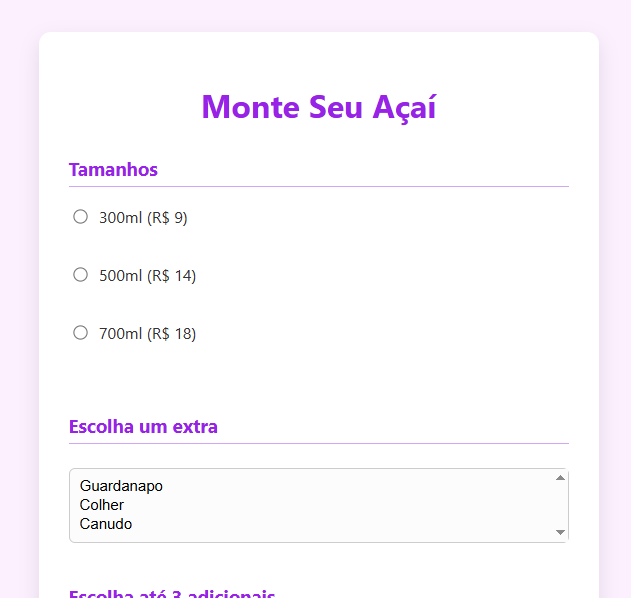 Monte Seu Açaí
Tamanhos
300ml (R$ 9)
500ml (R$ 14)
700ml (R$ 18)
Escolha um extra
Guardanapo
Colher
Canudo
Escolha até 3 adicionais